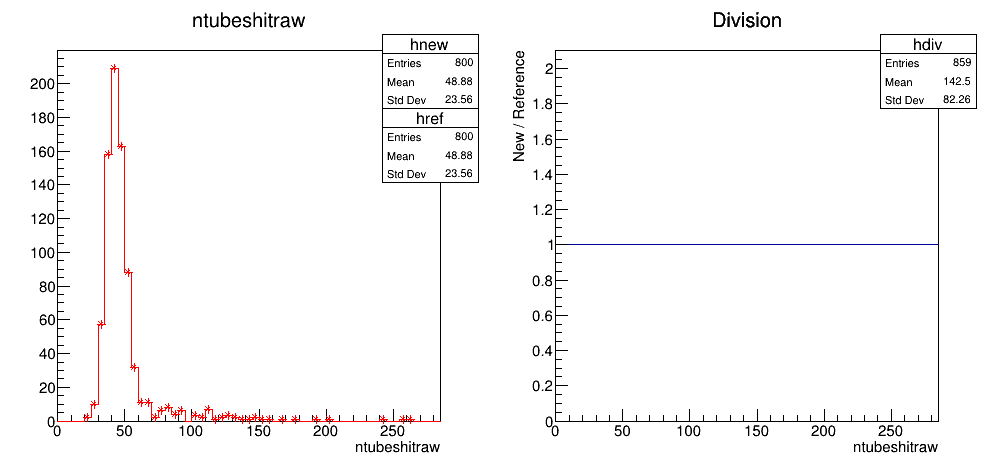 ntubeshitraw
hnew
Entries 800
Mean 48.88
Std Dev 23.56
href
Entries 800
Mean 48.88
Std Dev 23.56
200
180
160
140
120
100
80
60
40
20
0
0 50 100 150 200 250
ntubeshitraw
Division
hdiv
Entries 859
Mean 142.5
Std Dev 82.26
New / Reference
2
1.8
1.6
1.4
1.2
1
0.8
0.6
0.4
0.2
0
0 50 100 150 200 250
ntubeshitraw